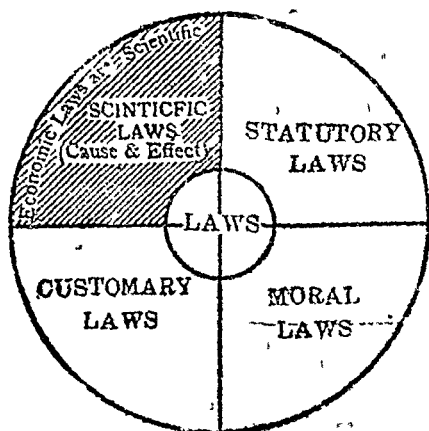 Economic Laws are Scientific
SCINTICFIC
LAWS
(Cause & Effect)
STATUTORY
LAWS
LAWS
CUSTOMARY
LAWS
MORAL
LAWS